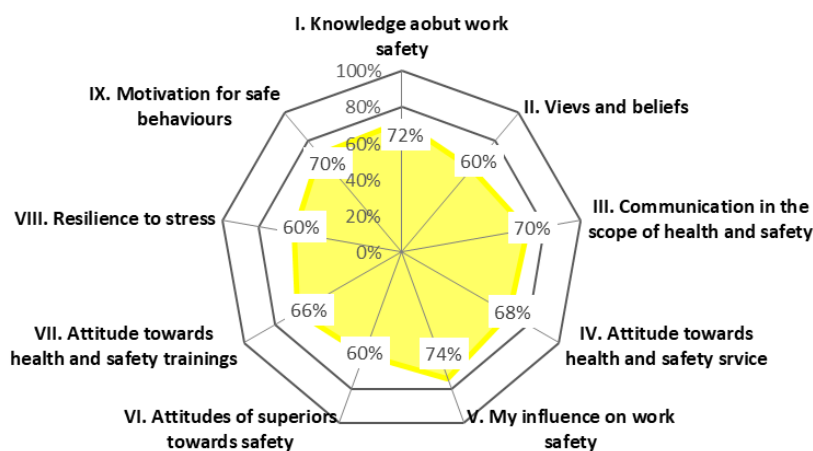 I. Knowledge aobut work
safety
100%
IX. Motivation for safe
behaviours
80%
II. Vievs and beliefs
72%
60%
70%
60%
40%
VIII. Resilience to stress
60%
20%
70%
III. Communication in the
scope of health and safety
0%
66%
68%
VII. Attitude towards
health and safety trainings
IV. Attitude towards
health and safety srvice
60%
74%
VI. Attitudes of superiors
towards safety
V. My influence on work
safety